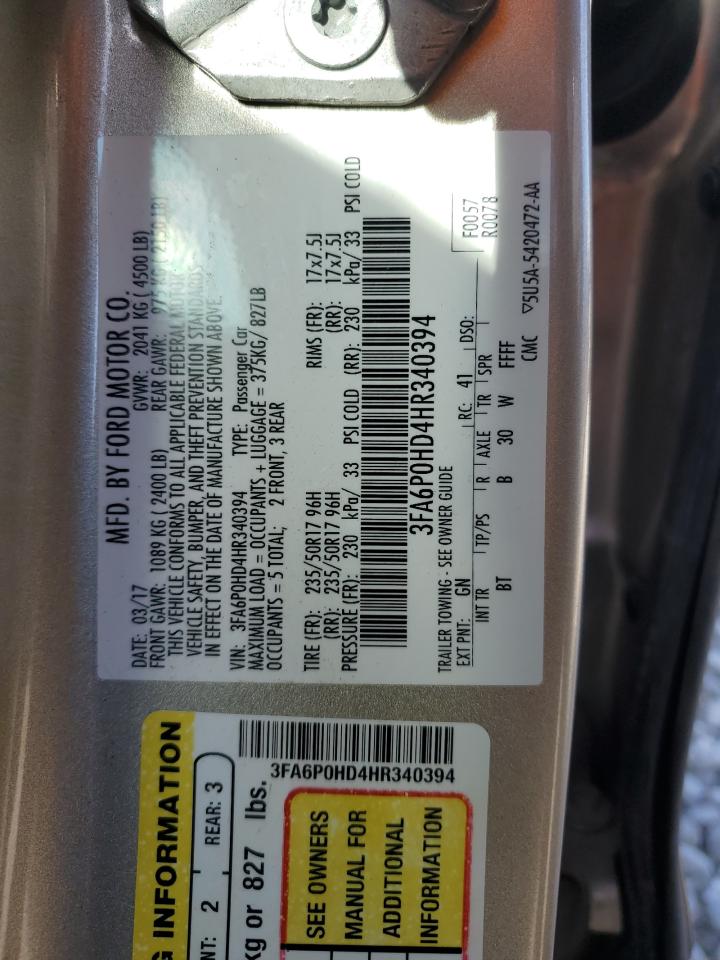 MFD. BY FORD MOTOR CO.
DATE: 03/17 GVWR: 2041 KG ( 4500 LB)
FRONT GAWR: 1089 KG ( 2400 LB) REAR GAWR: KG ( LB)
THIS VEHICLE CONFORMS TO ALL APPLICABLE FEDERAL MOTOR
VEHICLE SAFETY, BUMPER, AND THEFT PREVENTION STANDARDS
IN EFFECT ON THE DATE OF MANUFACTURE SHOWN ABOVE.
VIN: 3FA6P0HD4HR340394 TYPE: Passenger Car
MAXIMUM LOAD = OCCUPANTS + LUGGAGE = 375KG/ 827LB
OCCUPANTS = 5 TOTAL; 2 FRONT, 3 REAR
TIRE (FR): 235/50R17 96H RIMS (FR): 17x7.5J
(RR): 235/50R17 96H (RR): 17x7.5J
PRESSURE (FR): 230 kPa/ 33 PSI COLD (RR): 230 kPa/ 33 PSI COLD
3FA6P0HD4HR340394
TRAILER TOWING - SEE OWNER GUIDE
F0057
R0078
EXT PNT: GN RC: 41 DSO:
INT TR TP/PS R AXLE TR SPR
BT B 30 W FFFF
CMC ▽5U5A-5420472-AA
G INFORMATION
NT: 2 REAR: 3
kg or 827 lbs.
3FA6P0HD4HR340394
SEE OWNERS
MANUAL FOR
ADDITIONAL
INFORMATION